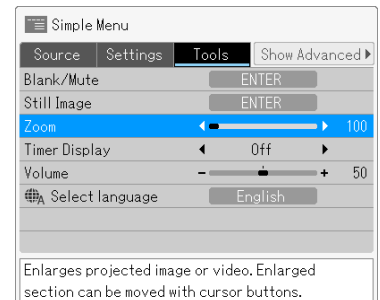 Simple Menu
Source Settings Tools Show Advanced
Blank/Mute ENTER
Still Image ENTER
Zoom 100
Timer Display Off
Volume - + 50
Select language English
Enlarges projected image or video. Enlarged
section can be moved with cursor buttons.